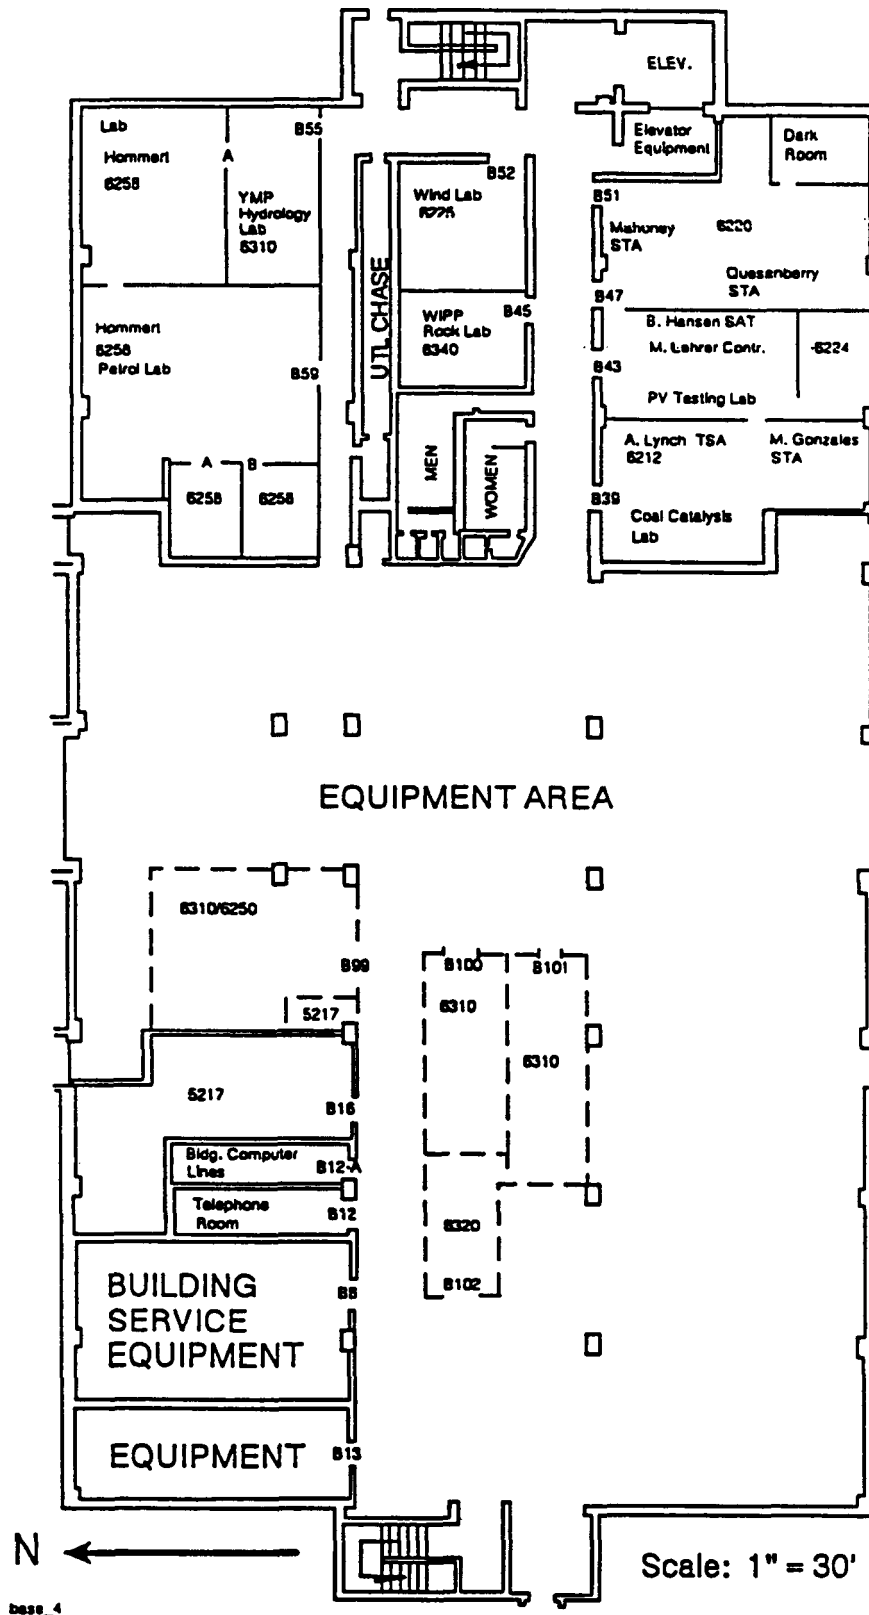 ELEV.
Lab
B55
Elevator
Equipment
Dark
Room
Hommert
6258
A
B52
YMP
Hydrology
Lab
6310
Wind Lab
6225
B51
Mahoney
STA
6220
UTL CHASE
Quesenberry
STA
B47
WIPP
Rock Lab
6340
B45
B. Hansen SAT
M. Lehrer Contr.
-6224
Hommert
6258
Petrol Lab
B59
B43
PV Testing Lab
A. Lynch TSA
6212
M. Gonzales
STA
MEN
WOMEN
A
B
6258
6258
B39
Coal Catalysis
Lab
EQUIPMENT AREA
6310/6250
B99
B100
B101
5217
6310
6310
5217
B16
Bldg. Computer
Lines
B12-A
Telephone
Room
B12
6320
B102
BUILDING
SERVICE
EQUIPMENT
B8
EQUIPMENT
B13
N
Scale: 1" = 30'
base_4